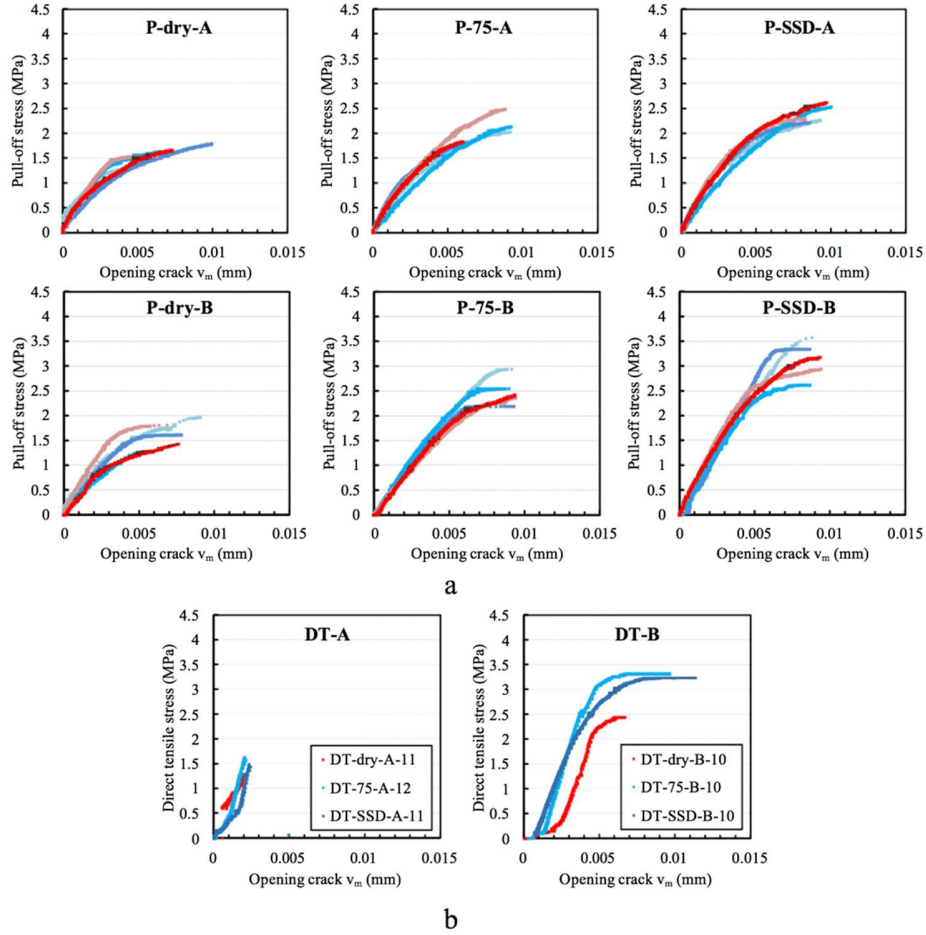 P-dry-A
4.5
4
3.5
3
2.5
2
1.5
1
0.5
0
Pull-off stress (MPa)
0 0.005 0.01 0.015
Opening crack vₘ (mm)
P-75-A
4.5
4
3.5
3
2.5
2
1.5
1
0.5
0
Pull-off stress (MPa)
0 0.005 0.01 0.015
Opening crack vₘ (mm)
P-SSD-A
4.5
4
3.5
3
2.5
2
1.5
1
0.5
0
Pull-off stress (MPa)
0 0.005 0.01 0.015
Opening crack vₘ (mm)
P-dry-B
4.5
4
3.5
3
2.5
2
1.5
1
0.5
0
Pull-off stress (MPa)
0 0.005 0.01 0.015
Opening crack vₘ (mm)
P-75-B
4.5
4
3.5
3
2.5
2
1.5
1
0.5
0
Pull-off stress (MPa)
0 0.005 0.01 0.015
Opening crack vₘ (mm)
P-SSD-B
4.5
4
3.5
3
2.5
2
1.5
1
0.5
0
Pull-off stress (MPa)
0 0.005 0.01 0.015
Opening crack vₘ (mm)
a
DT-A
4.5
4
3.5
3
2.5
2
1.5
1
0.5
0
Direct tensile stress (MPa)
DT-dry-A-11
DT-75-A-12
DT-SSD-A-11
0 0.005 0.01 0.015
Opening crack vₘ (mm)
DT-B
4.5
4
3.5
3
2.5
2
1.5
1
0.5
0
Direct tensile stress (MPa)
DT-dry-B-10
DT-75-B-10
DT-SSD-B-10
0 0.005 0.01 0.015
Opening crack vₘ (mm)
b